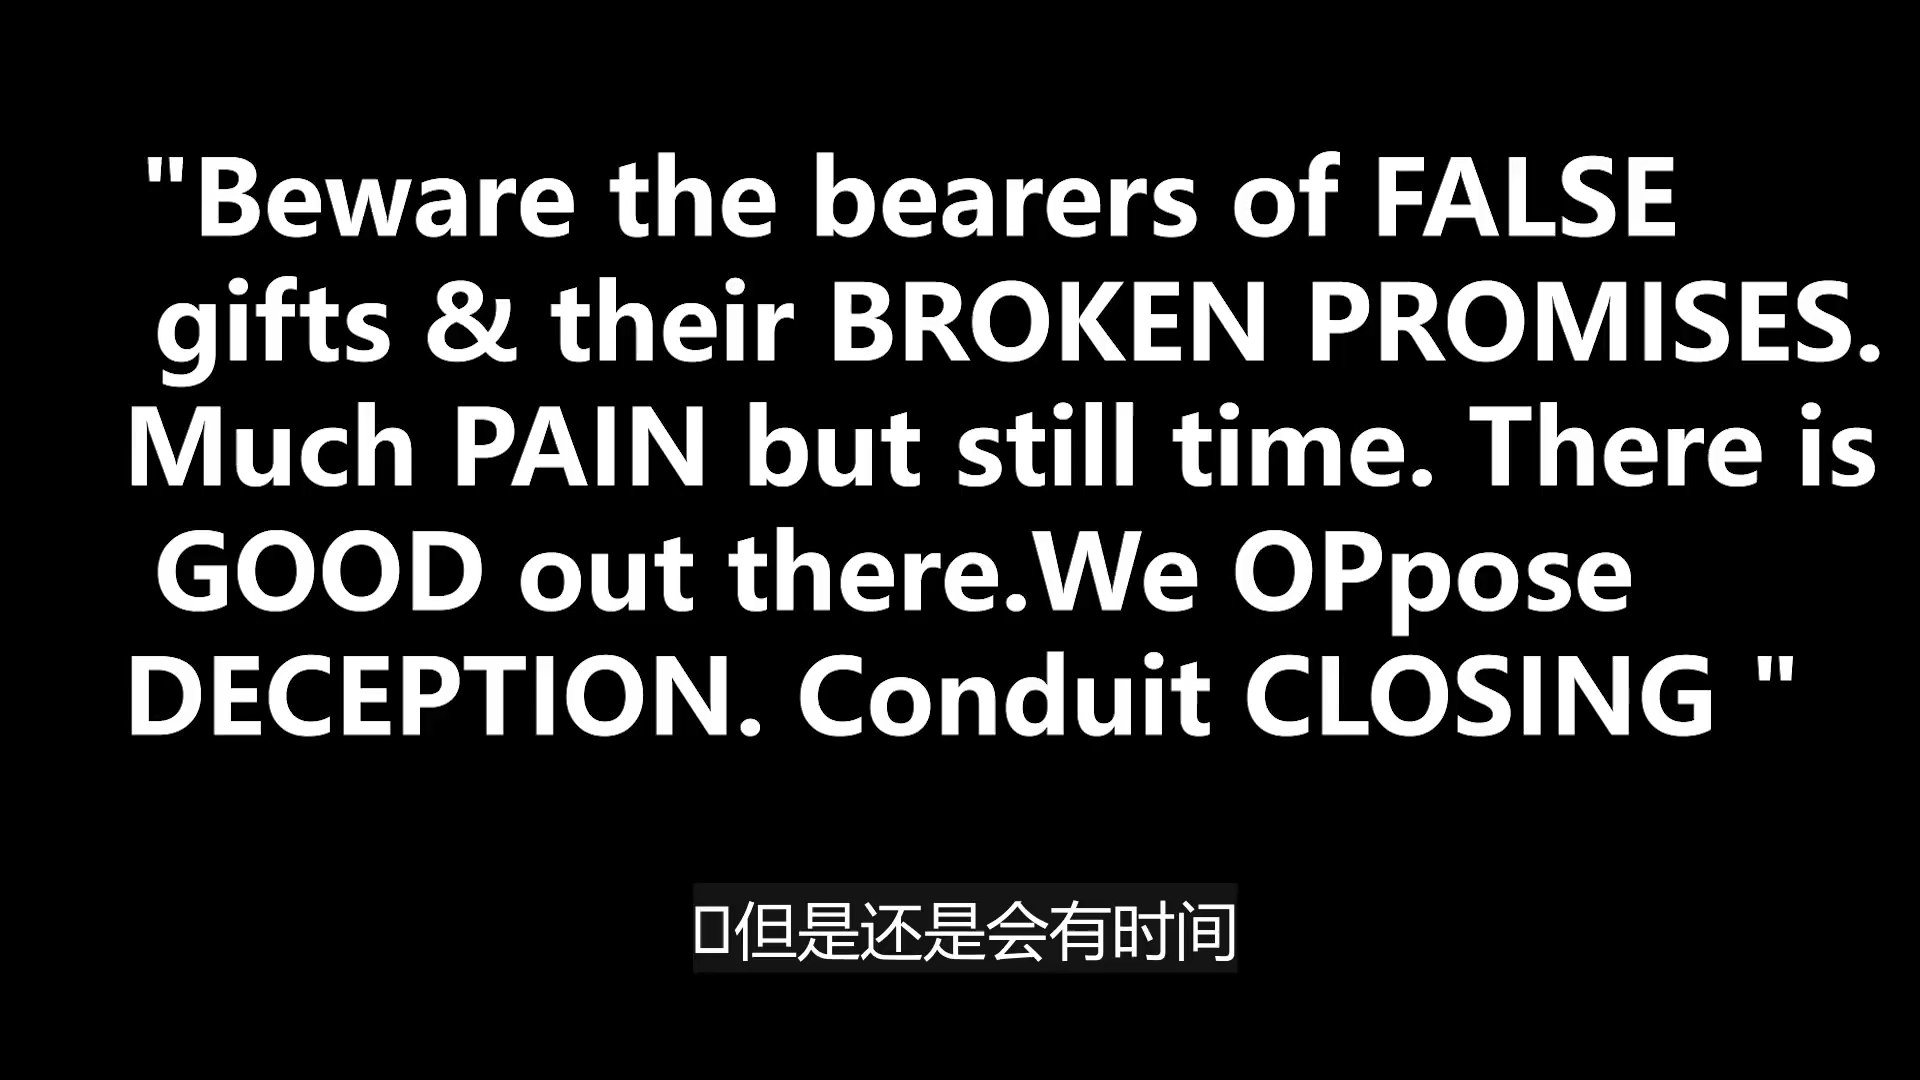 "Beware the bearers of FALSE
gifts & their BROKEN PROMISES.
Much PAIN but still time. There is
GOOD out there.We OPpose
DECEPTION. Conduit CLOSING "
但是还是会有时间